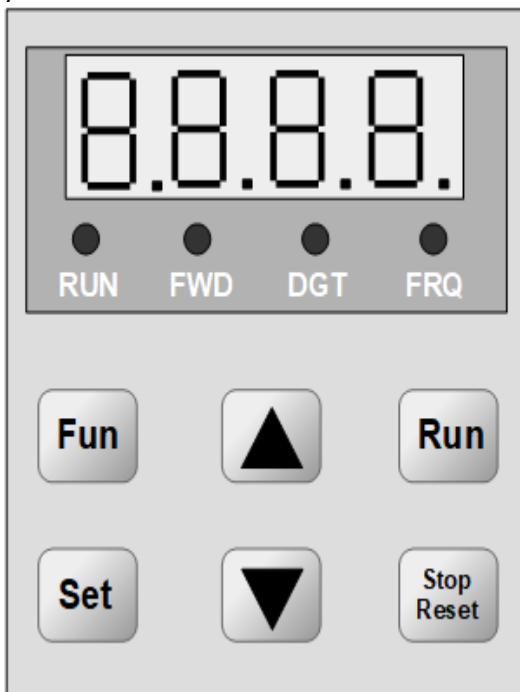 8.8.8.8.
RUN FWD DGT FRQ
Fun Run
Set Stop
Reset